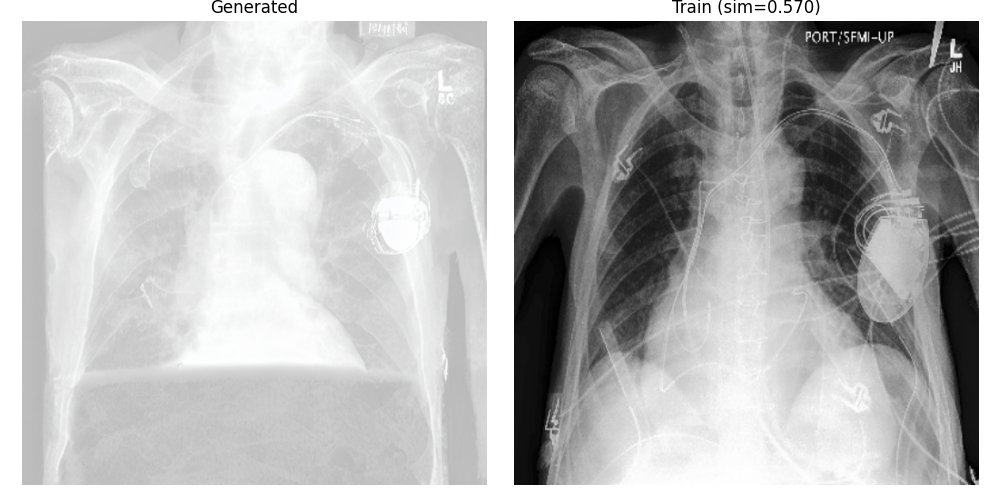 Generated
Train (sim=0.570)
PORT/SEMI-UP
L
JH
L